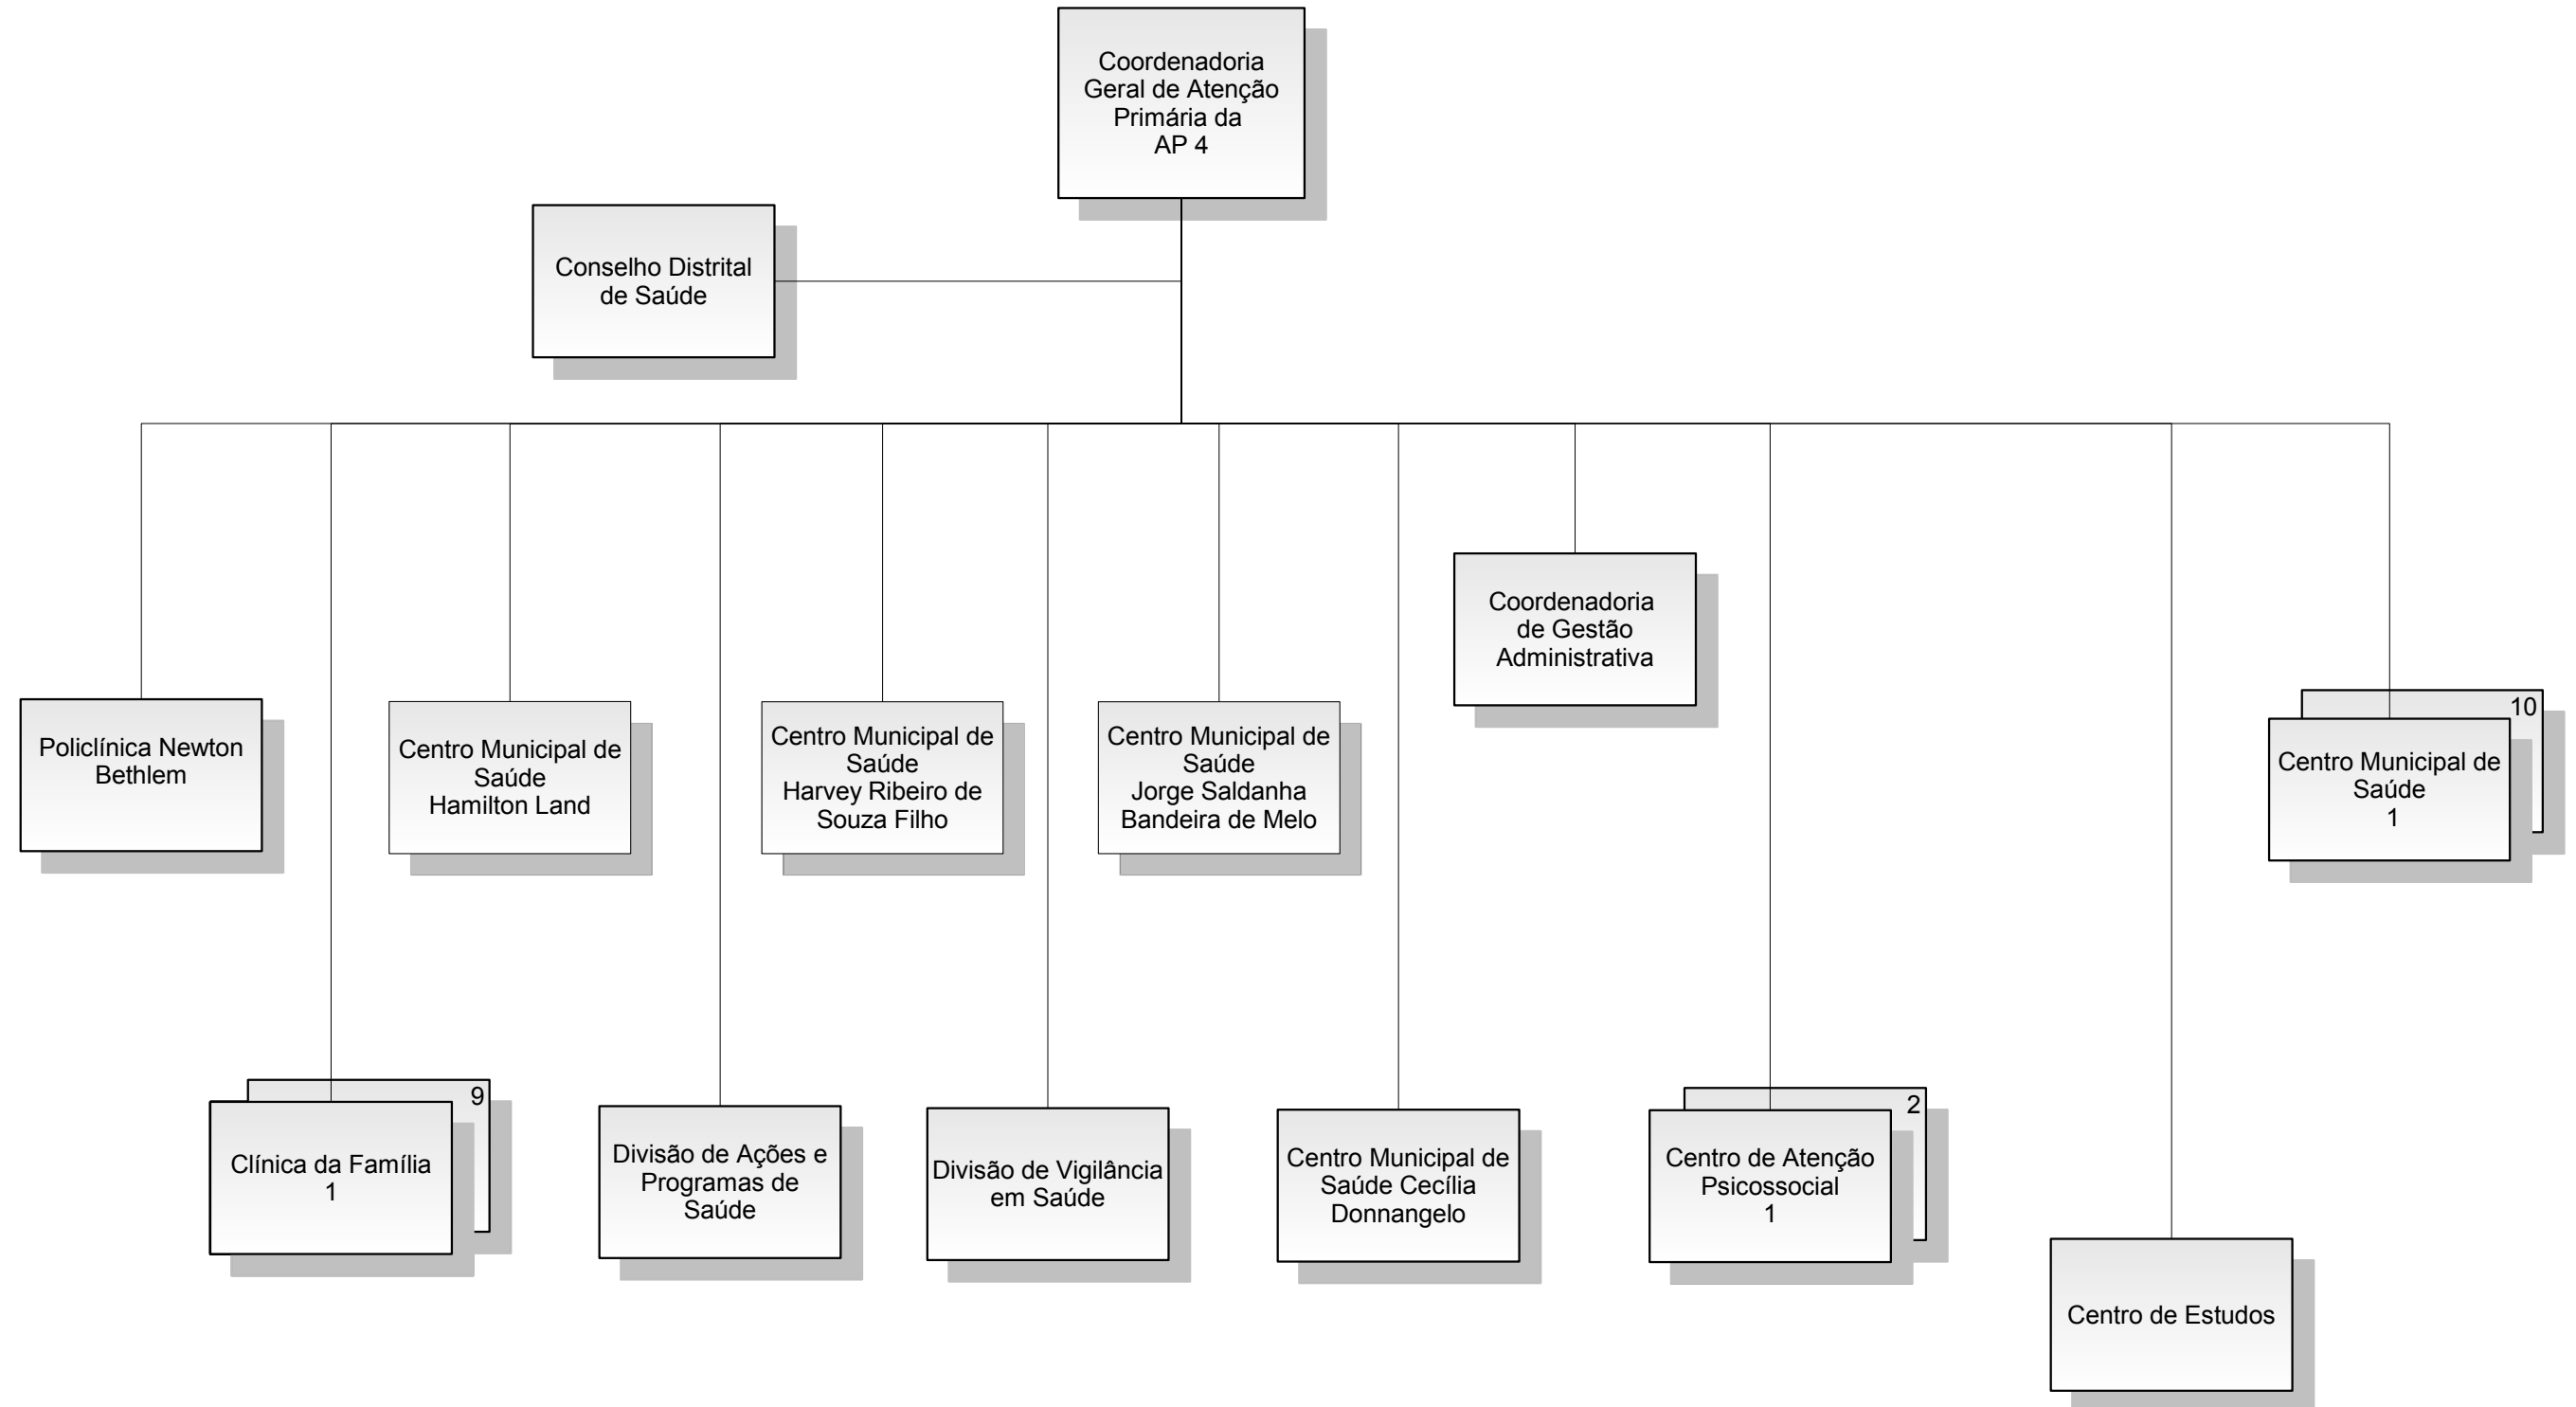 Coordenadoria
Geral de Atenção
Primária da
AP 4
Conselho Distrital
de Saúde
Coordenadoria
de Gestão
Administrativa
Policlínica Newton
Bethlem
Centro Municipal de
Saúde
Hamilton Land
Centro Municipal de
Saúde
Harvey Ribeiro de
Souza Filho
Centro Municipal de
Saúde
Jorge Saldanha
Bandeira de Melo
10
Centro Municipal de
Saúde
1
9
Clínica da Família
1
Divisão de Ações e
Programas de
Saúde
Divisão de Vigilância
em Saúde
Centro Municipal de
Saúde Cecília
Donnangelo
2
Centro de Atenção
Psicossocial
1
Centro de Estudos